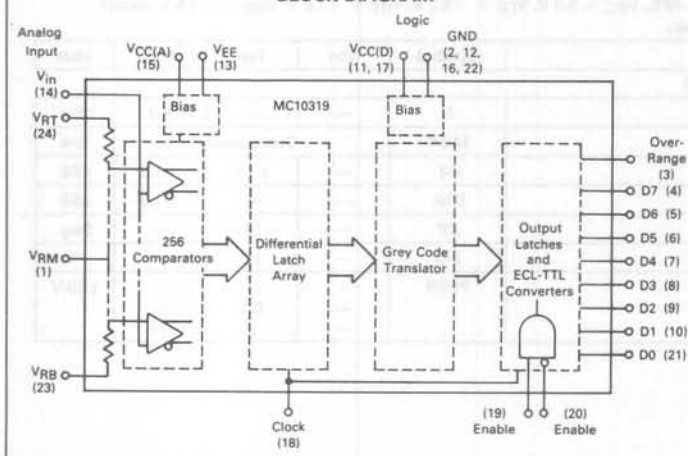 Logic
Analog
Input
VCC(A)
(15)
VEE
(13)
VCC(D)
(11, 17)
GND
(2, 12,
16, 22)
Vin
(14)
VRT
(24)
Bias
MC10319
Bias
Over-
Range
(3)
D7 (4)
D6 (5)
D5 (6)
D4 (7)
D3 (8)
D2 (9)
D1 (10)
D0 (21)
256
Comparators
Differential
Latch
Array
Grey Code
Translator
Output
Latches
and
ECL-TTL
Converters
VRM
(1)
VRB
(23)
Clock
(18)
(19)
Enable
(20)
Enable